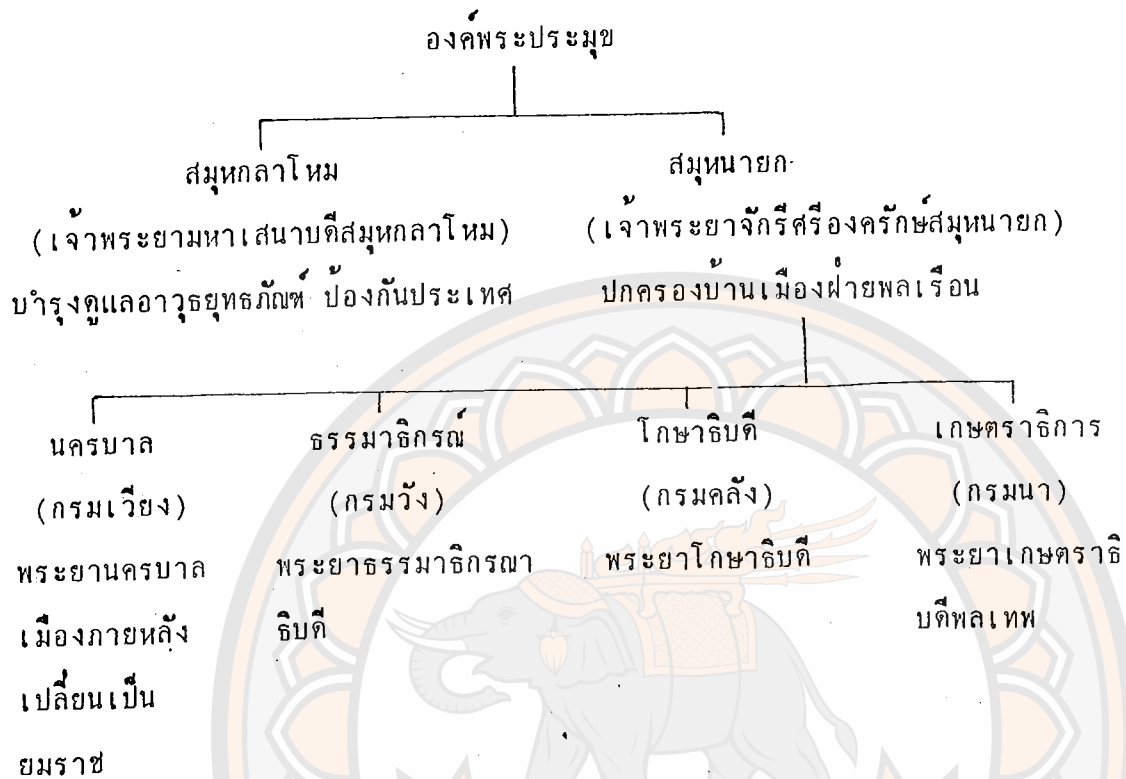 องค์พระประมุข
สมุหกลาโหม
สมุหนายก
(เจ้าพระยามหาเสนาบดีสมุหกลาโหม)
(เจ้าพระยาจักรีศรีองครักษ์สมุหนายก)
บำรุงดูแลอาวุธยุทธภัณฑ์ ป้องกันประเทศ
ปกครองบ้านเมืองฝ่ายพลเรือน
นครบาล
ธรรมาธิกรณ์
โกษาธิบดี
เกษตราธิการ
(กรมเวียง)
(กรมวัง)
(กรมคลัง)
(กรมนา)
พระยานครบาล
พระยาธรรมาธิกรณา
พระยาโกษาธิบดี
พระยาเกษตราธิ
เมืองภายหลัง
ธิบดี
บดีพลเทพ
เปลี่ยนเป็น
ยมราช